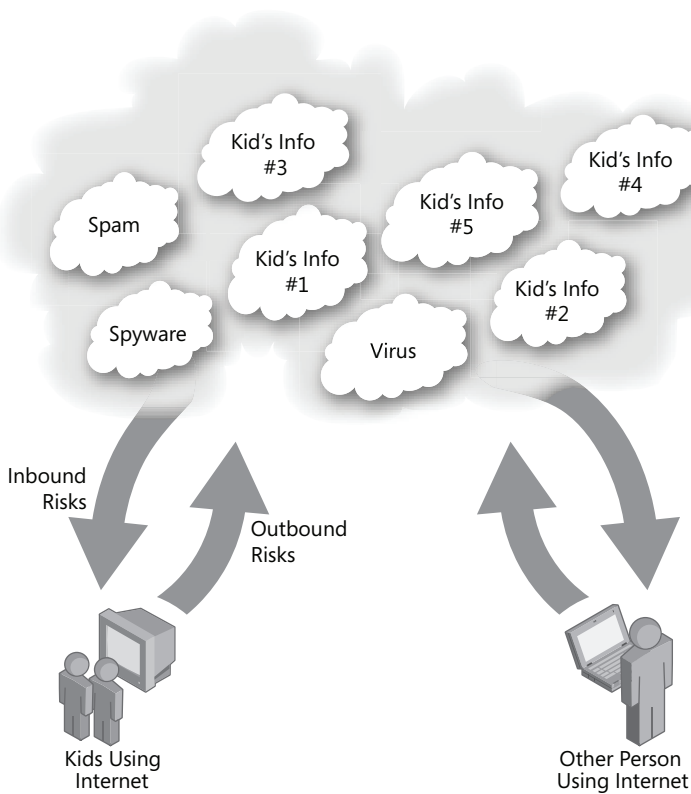 Kid's Info
#3
Kid's Info
#4
Spam
Kid's Info
#5
Kid's Info
#1
Kid's Info
#2
Spyware
Virus
Inbound
Risks
Outbound
Risks
Kids Using
Internet
Other Person
Using Internet